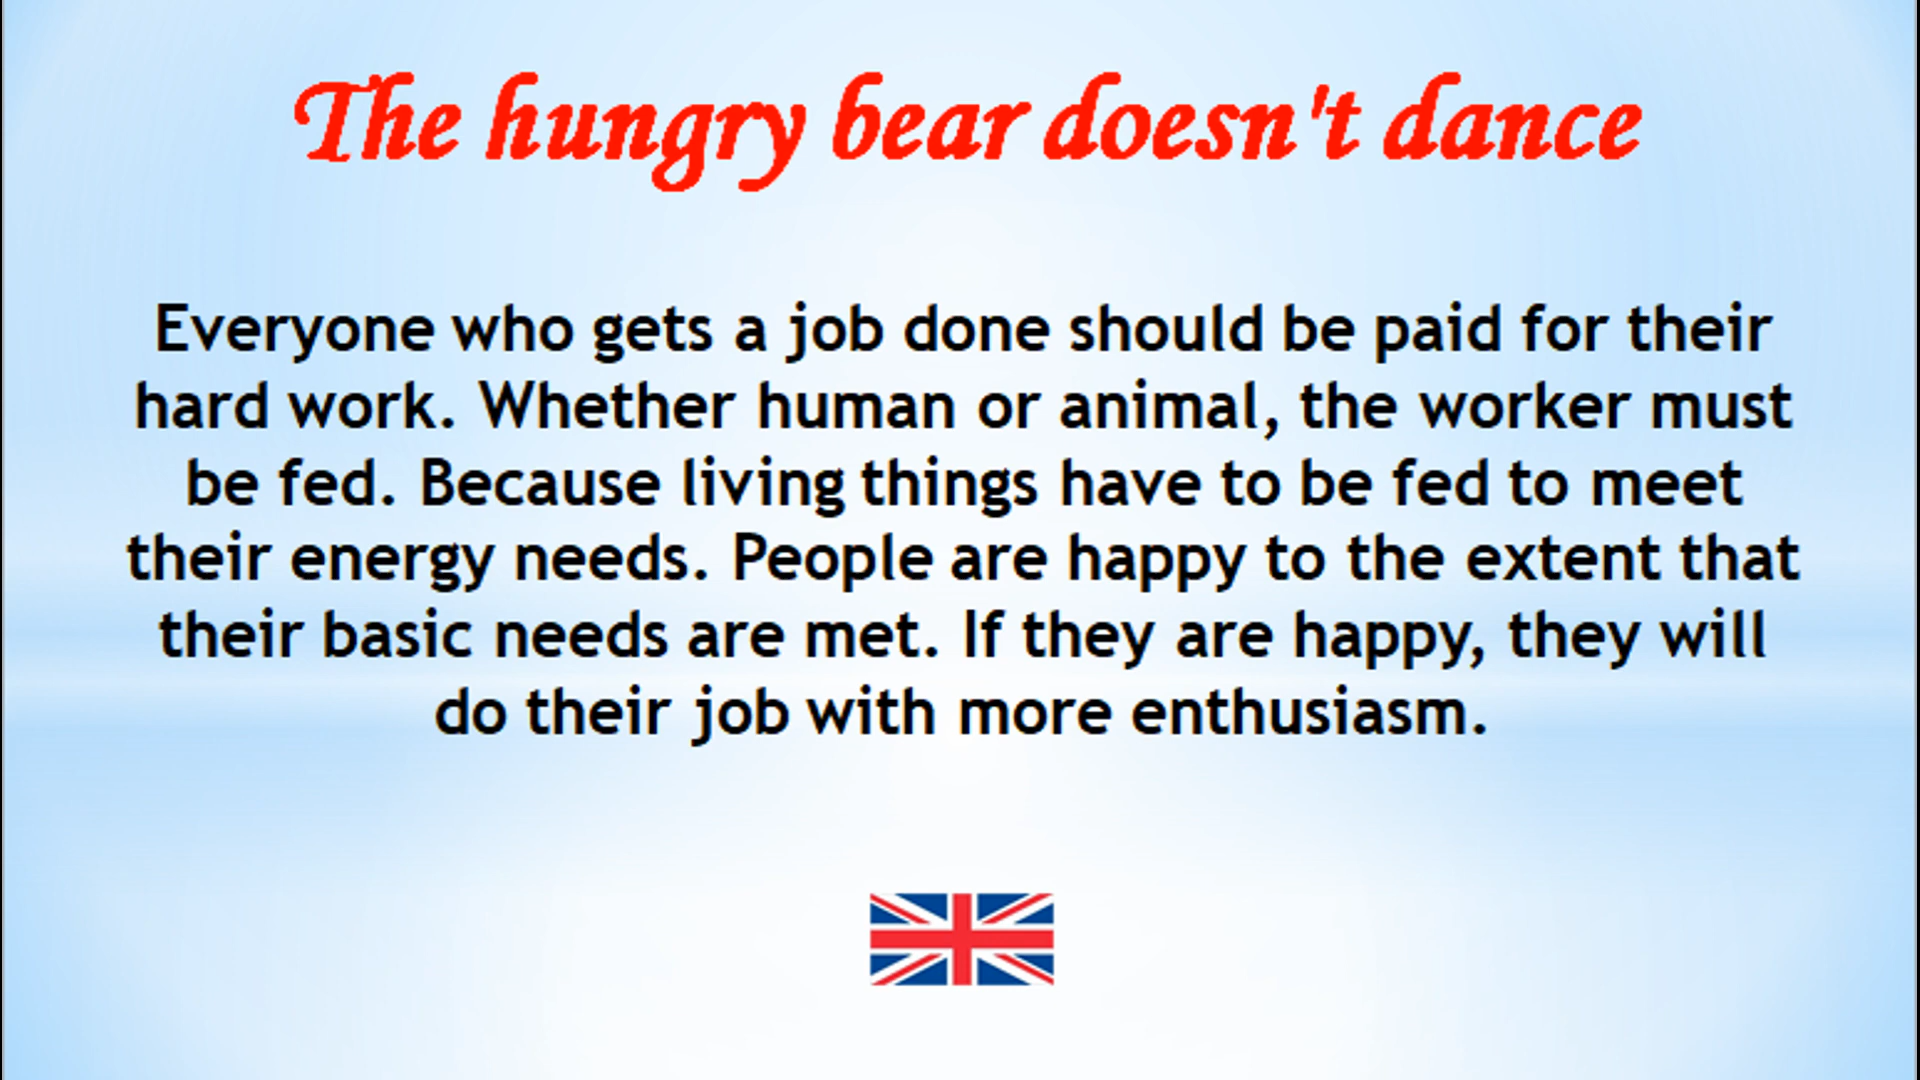 The hungry bear doesn't dance
Everyone who gets a job done should be paid for their
hard work. Whether human or animal, the worker must
be fed. Because living things have to be fed to meet
their energy needs. People are happy to the extent that
their basic needs are met. If they are happy, they will
do their job with more enthusiasm.